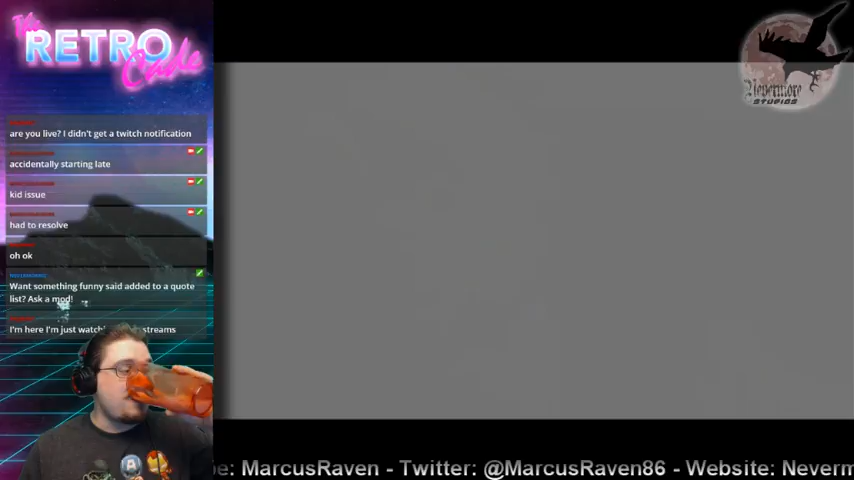 The
RETRO
Cade
Nevermore
STUDIOS
are you live? I didn't get a twitch notification
accidentally starting late
kid issue
had to resolve
oh ok
Want something funny said added to a quote
list? Ask a mod!
I'm here I'm just watchi streams
e: MarcusRaven - Twitter: @MarcusRaven86 - Website: Neverm